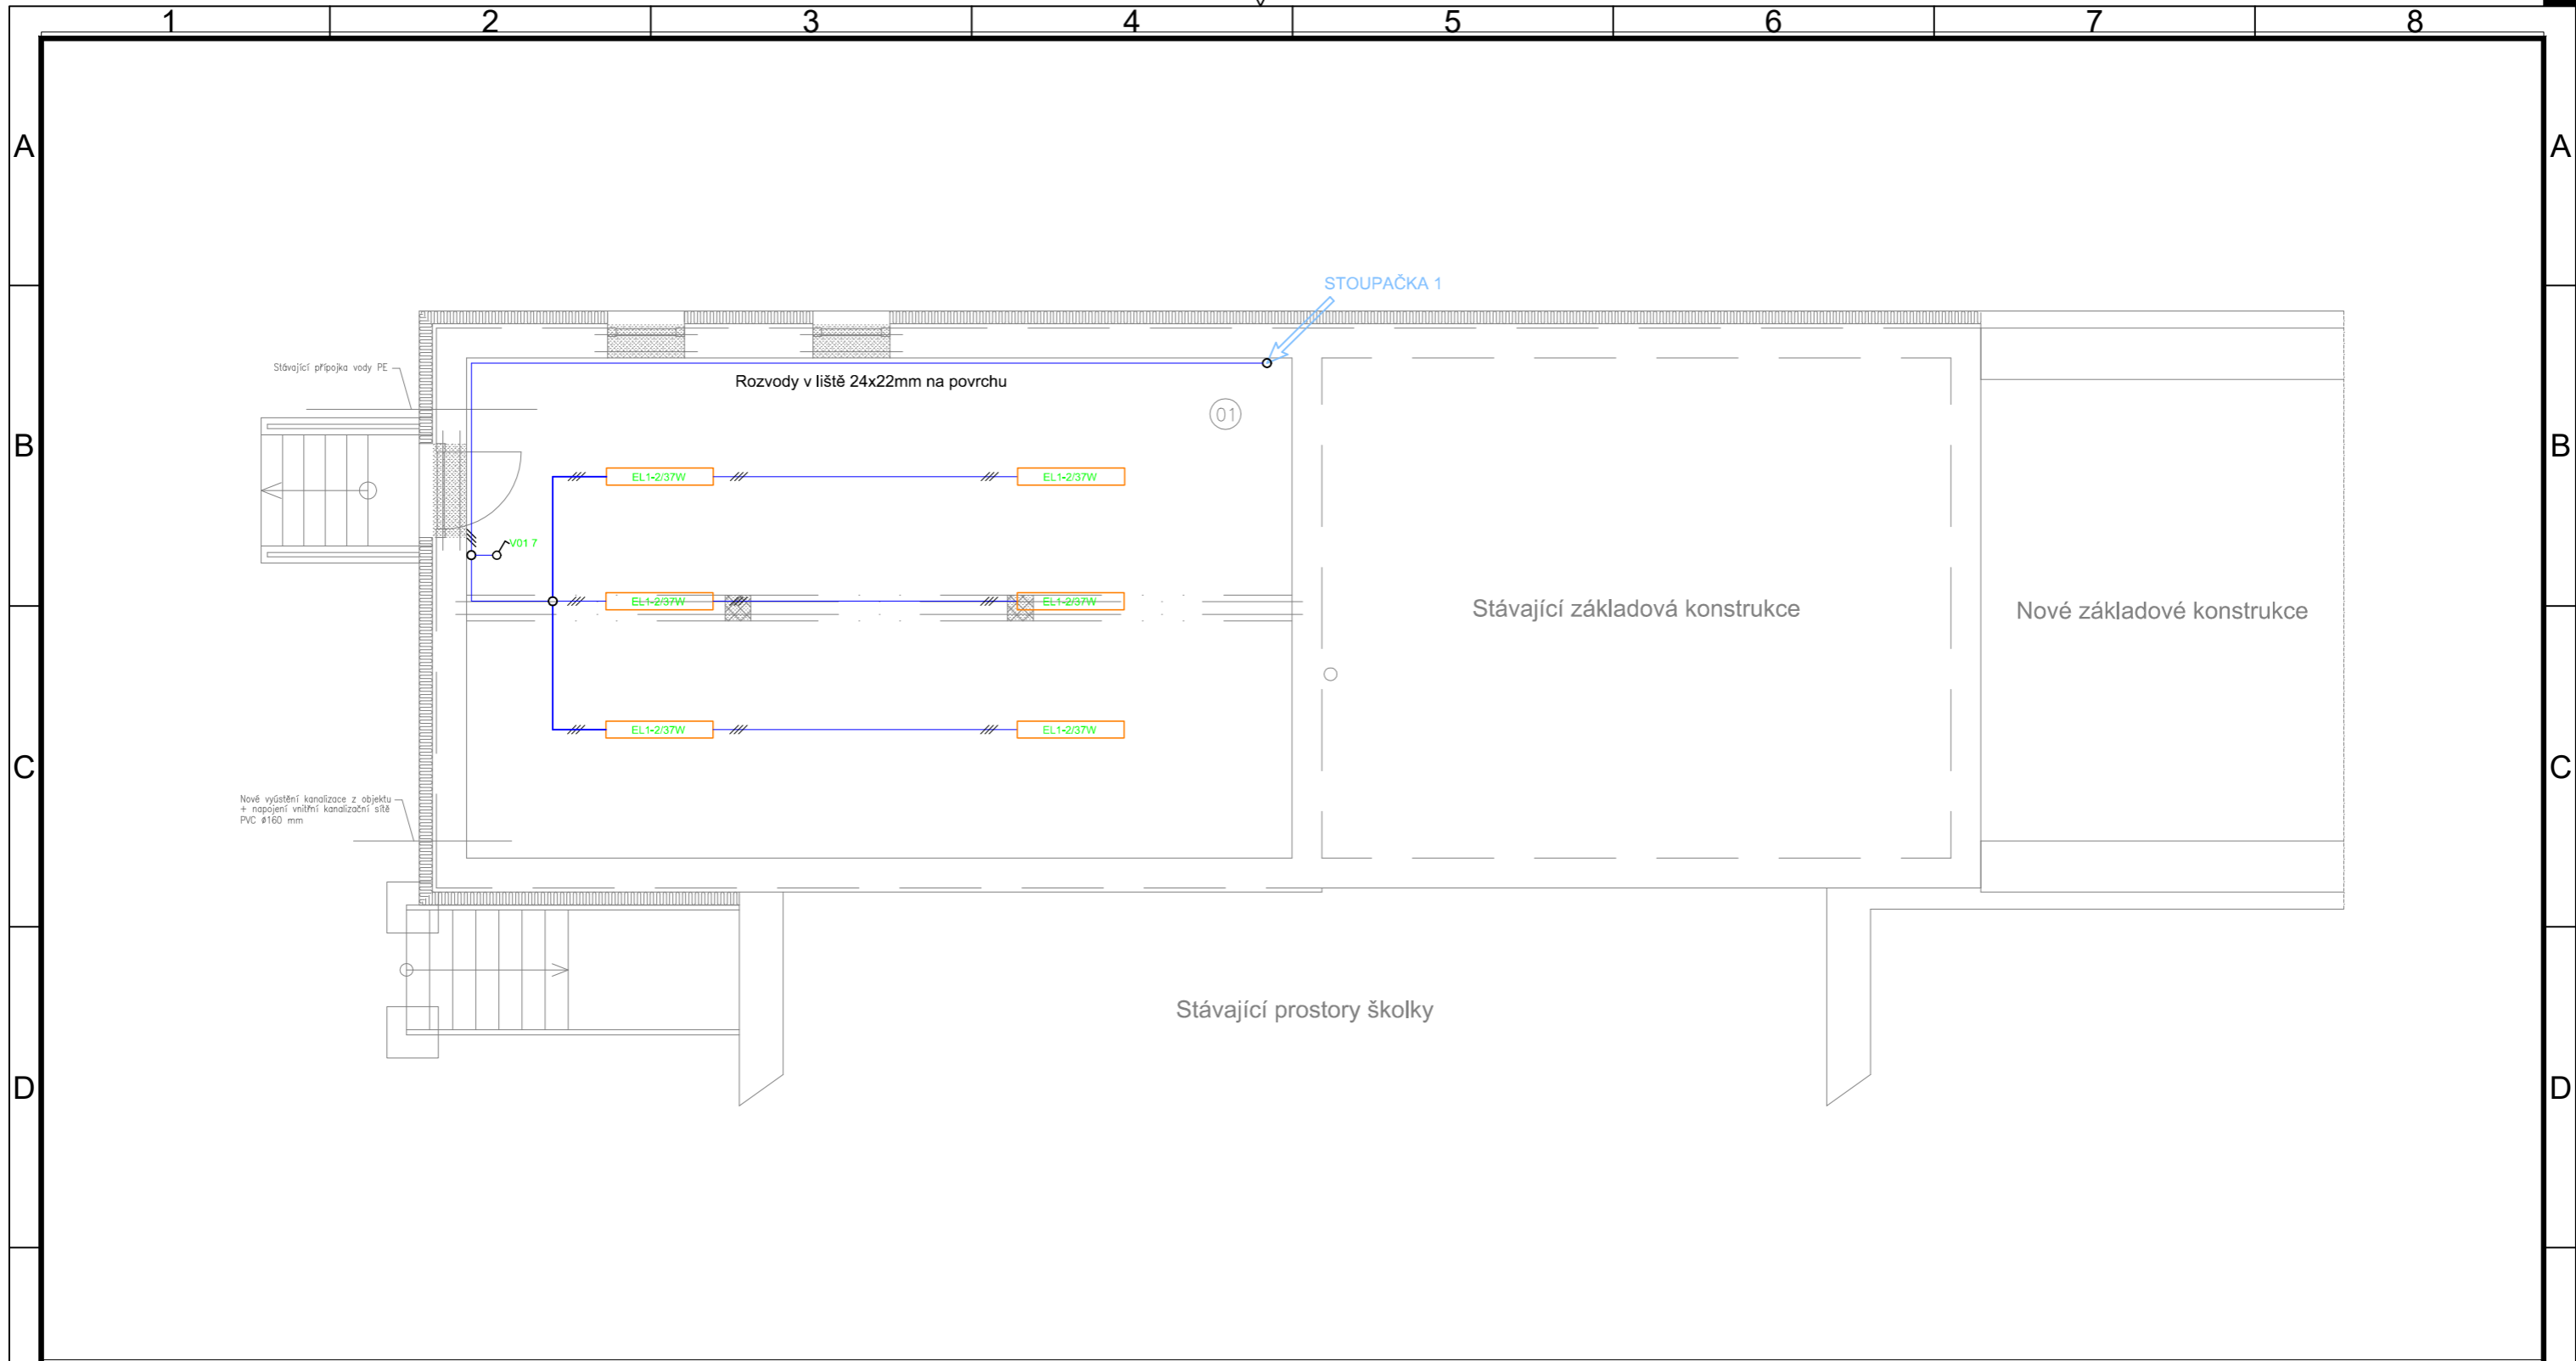 1 2 3 4 5 6 7 8
A A
STOUPAČKA 1
Stávající přípojka vody PE
Rozvody v liště 24x22mm na povrchu
01
B B
EL1-2/37W EL1-2/37W
V01 7
EL1-2/37W EL1-2/37W
Stávající základová konstrukce
Nové základové konstrukce
EL1-2/37W EL1-2/37W
C C
Nové vyústění kanalizace z objektu
+ napojení vnitřní kanalizační sítě
PVC ø160 mm
Stávající prostory školky
D D